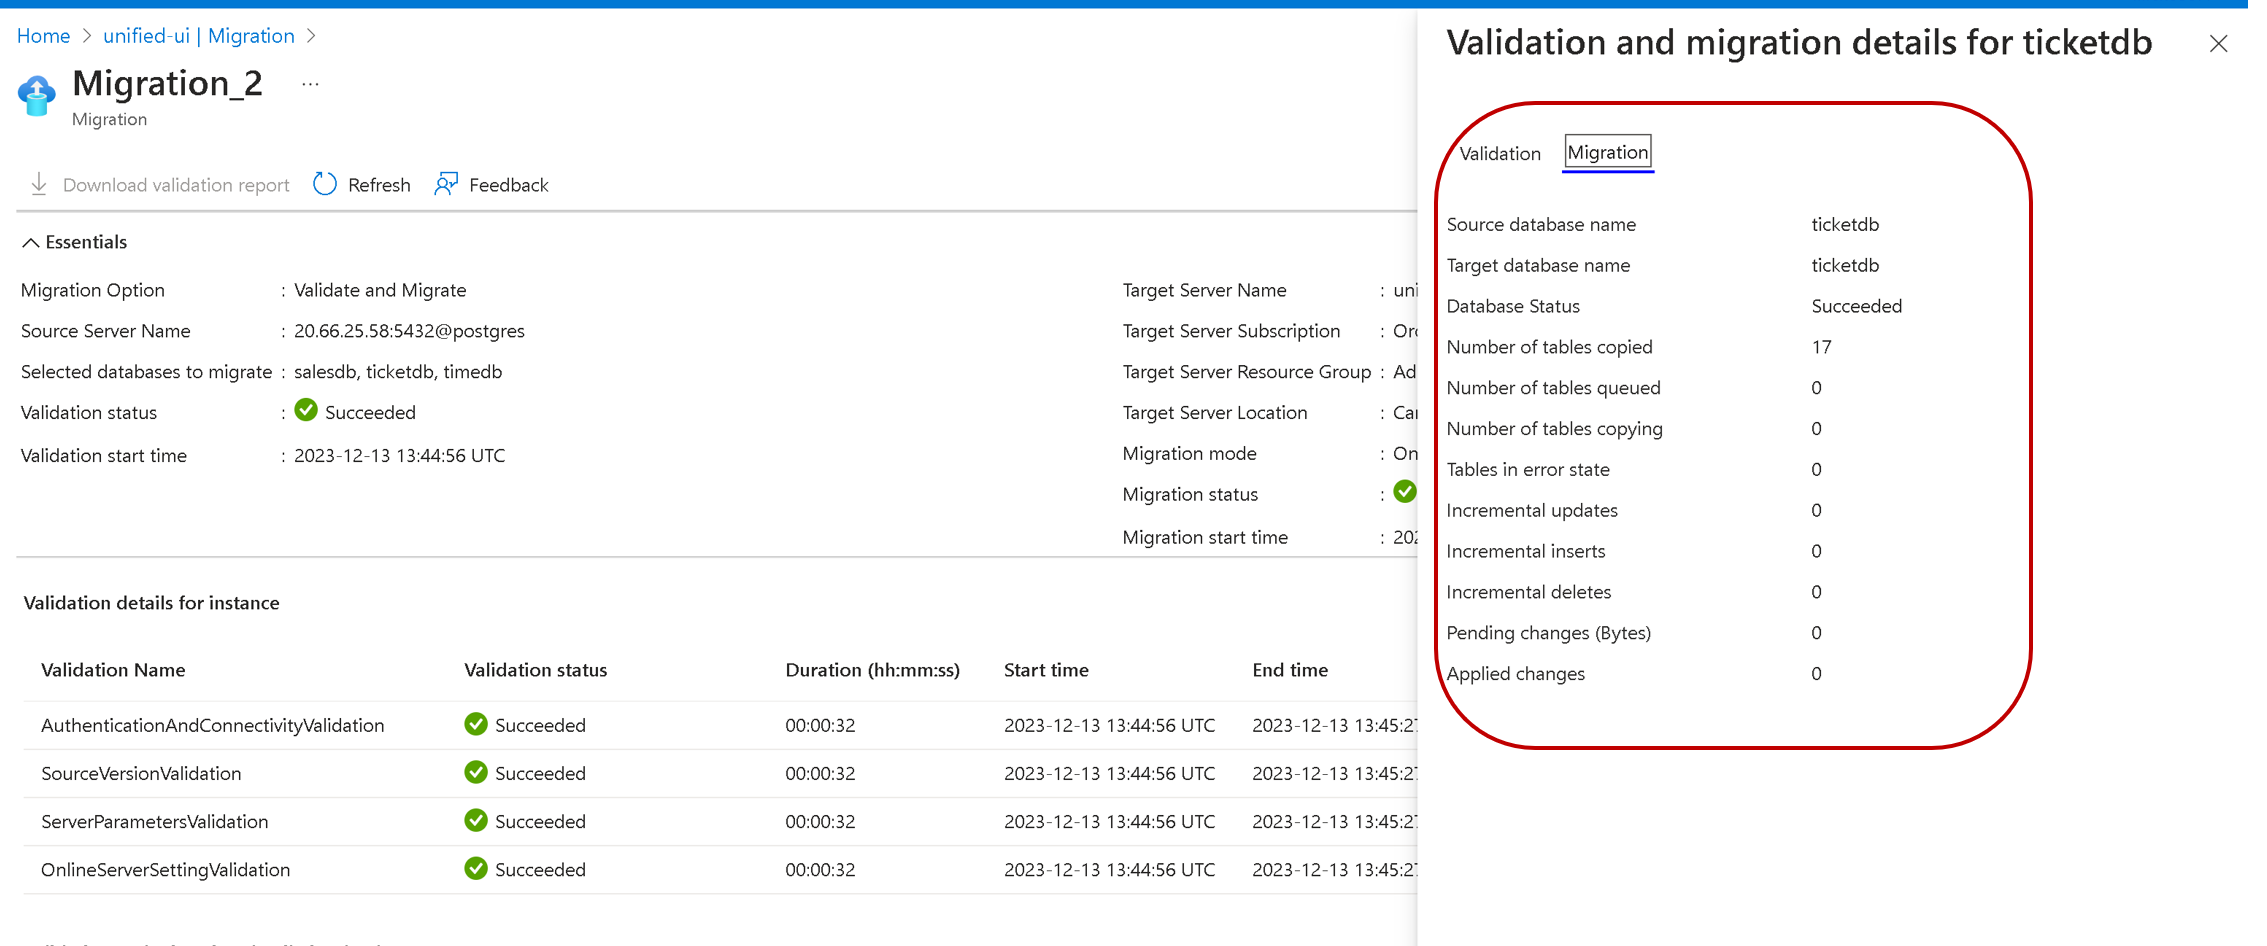 Home > unified-ui | Migration >
Migration_2 ...
Migration
Download validation report Refresh Feedback
Essentials
Migration Option : Validate and Migrate
Source Server Name : 20.66.25.58:5432@postgres
Selected databases to migrate : salesdb, ticketdb, timedb
Validation status : Succeeded
Validation start time : 2023-12-13 13:44:56 UTC
Target Server Name :
Target Server Subscription :
Target Server Resource Group :
Target Server Location :
Migration mode :
Migration status :
Migration start time :
Validation details for instance
Validation Name Validation status Duration (hh:mm:ss) Start time End time
AuthenticationAndConnectivityValidation Succeeded 00:00:32 2023-12-13 13:44:56 UTC 2023-12-13 13:45:27
SourceVersionValidation Succeeded 00:00:32 2023-12-13 13:44:56 UTC 2023-12-13 13:45:27
ServerParametersValidation Succeeded 00:00:32 2023-12-13 13:44:56 UTC 2023-12-13 13:45:27
OnlineServerSettingValidation Succeeded 00:00:32 2023-12-13 13:44:56 UTC 2023-12-13 13:45:27
Validation and migration details for ticketdb
Validation Migration
Source database name ticketdb
Target database name ticketdb
Database Status Succeeded
Number of tables copied 17
Number of tables queued 0
Number of tables copying 0
Tables in error state 0
Incremental updates 0
Incremental inserts 0
Incremental deletes 0
Pending changes (Bytes) 0
Applied changes 0